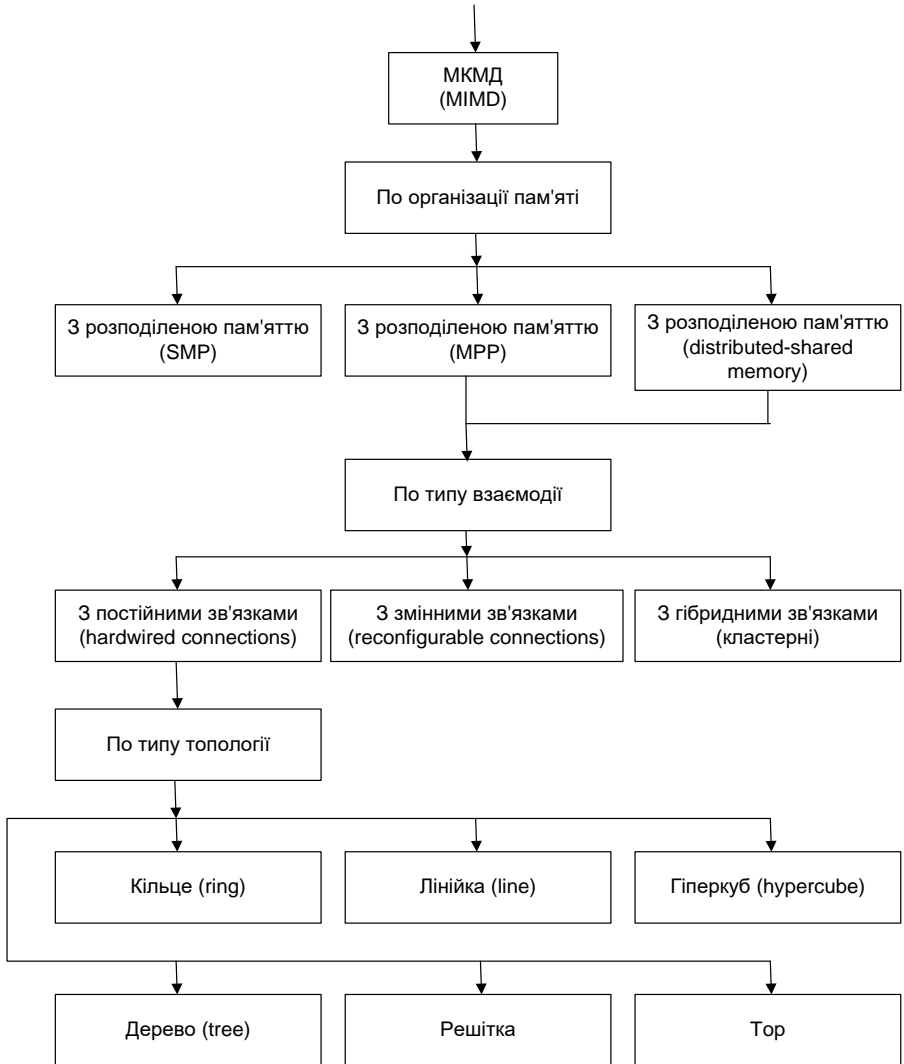 МКМД
(MIMD)
По організації пам'яті
З розподіленою пам'яттю
(SMP)
З розподіленою пам'яттю
(MPP)
З розподіленою пам'яттю
(distributed-shared
memory)
По типу взаємодії
З постійними зв'язками
(hardwired connections)
З змінними зв'язками
(reconfigurable connections)
З гібридними зв'язками
(кластерні)
По типу топології
Кільце (ring)
Лінійка (line)
Гіперкуб (hypercube)
Дерево (tree)
Решітка
Тор